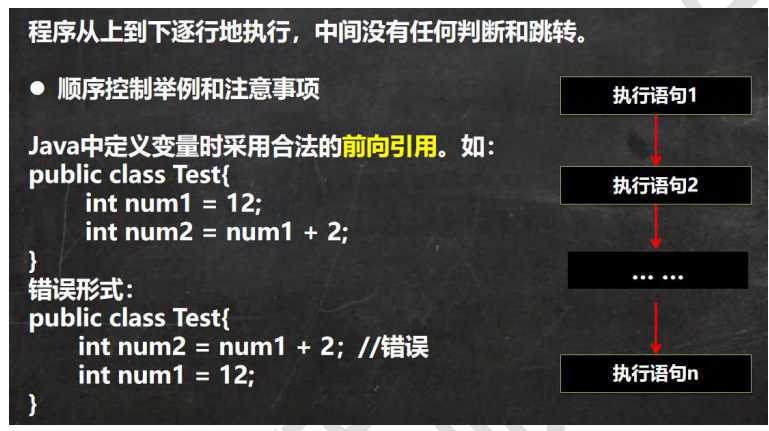 程序从上到下逐行地执行，中间没有任何判断和跳转。
● 顺序控制举例和注意事项
Java中定义变量时采用合法的前向引用。如：
public class Test{
int num1 = 12;
int num2 = num1 + 2;
}
错误形式：
public class Test{
int num2 = num1 + 2；//错误
int num1 = 12;
}
执行语句1
执行语句2
... ...
执行语句n